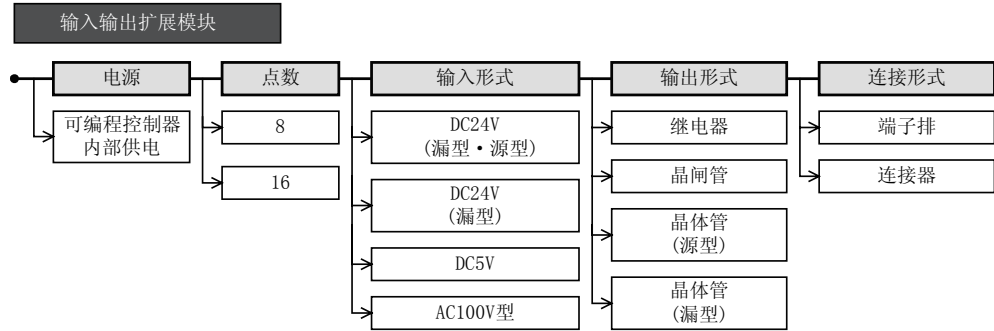 输入输出扩展模块
电源
点数
输入形式
输出形式
连接形式
可编程控制器
内部供电
8
16
DC24V
(漏型・源型)
DC24V
(漏型)
DC5V
AC100V型
继电器
晶闸管
晶体管
(源型)
晶体管
(漏型)
端子排
连接器